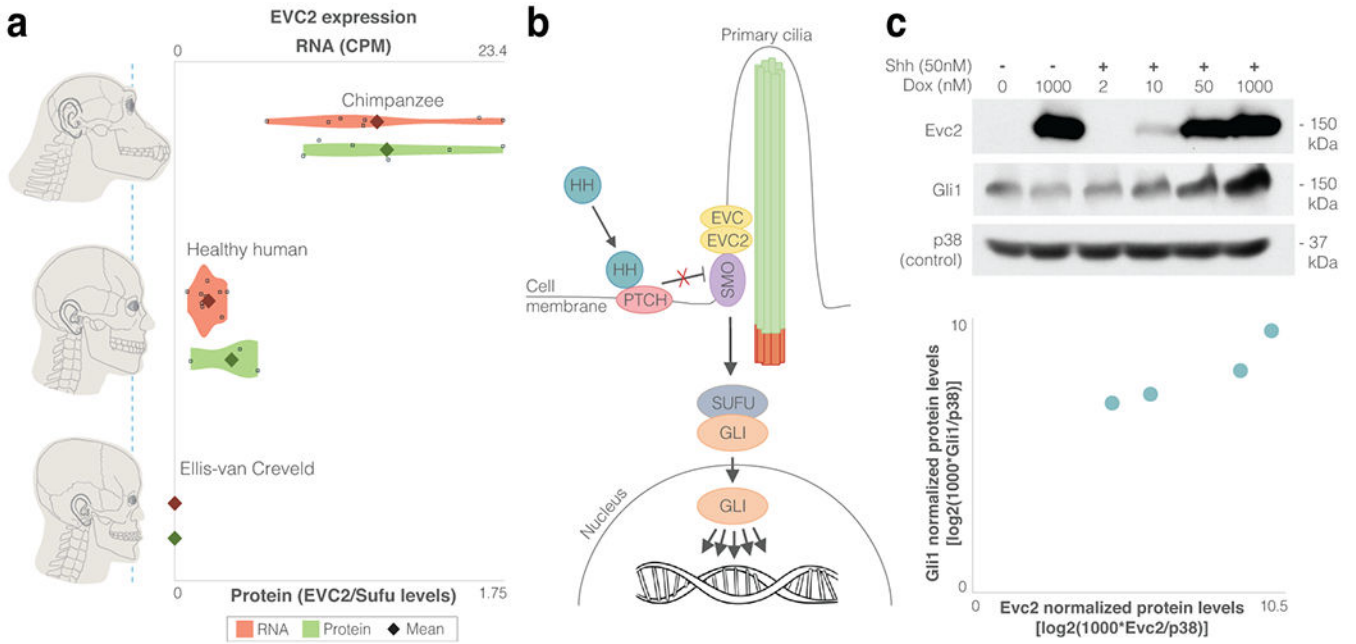 a
EVC2 expression
RNA (CPM)
0 23.4
Chimpanzee
Healthy human
Ellis-van Creveld
0 1.75
Protein (EVC2/Sufu levels)
RNA Protein Mean
b
Primary cilia
HH
EVC
EVC2
HH
SMO
PTCH
Cell
membrane
SUFU
GLI
Nucleus
GLI
c
Shh (50nM) - - + + + +
Dox (nM) 0 1000 2 10 50 1000
Evc2
- 150
kDa
Gli1
- 150
kDa
p38
(control)
- 37
kDa
Gli1 normalized protein levels
[log2(1000*Gli1/p38)]
10
0
0 10.5
Evc2 normalized protein levels
[log2(1000*Evc2/p38)]